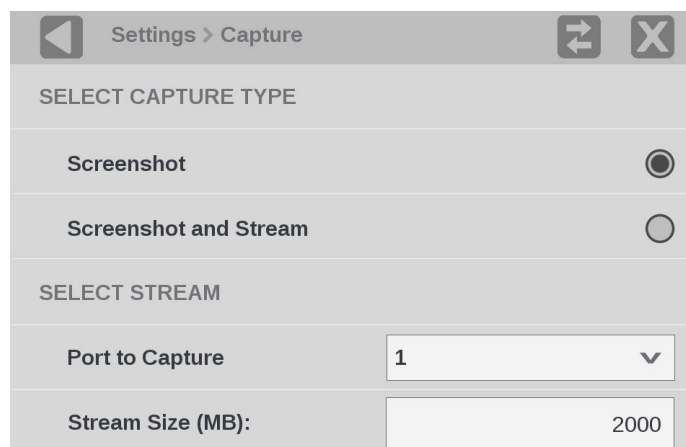 Settings > Capture
SELECT CAPTURE TYPE
Screenshot
Screenshot and Stream
SELECT STREAM
Port to Capture 1
Stream Size (MB): 2000